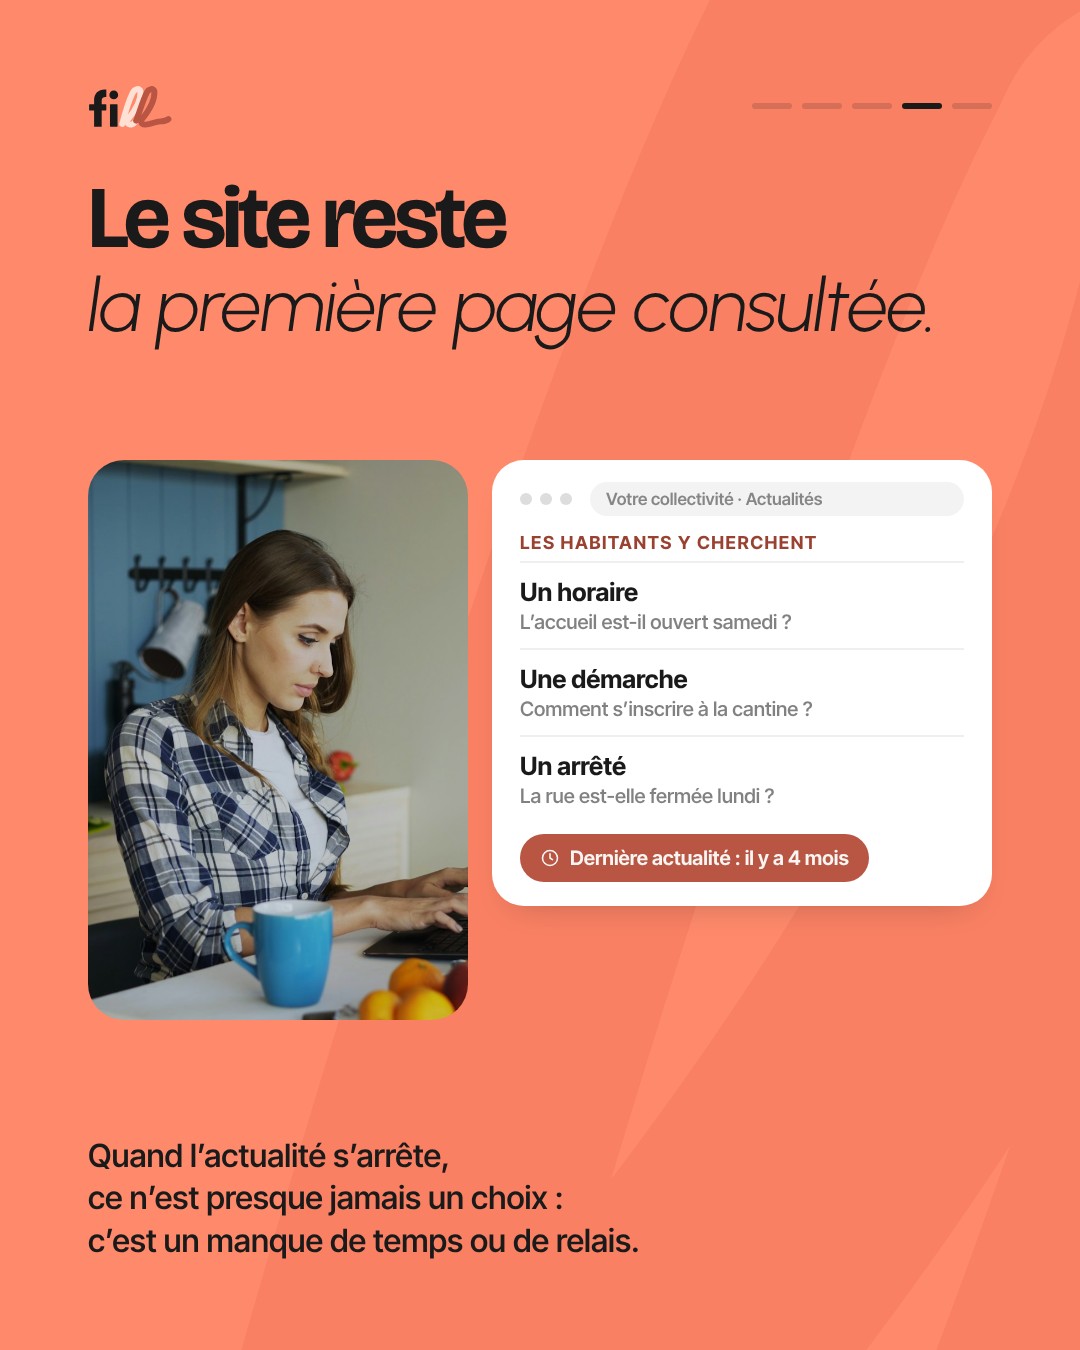 fill
Le site reste
la première page consultée.
Votre collectivité · Actualités
LES HABITANTS Y CHERCHENT
Un horaire
L’accueil est-il ouvert samedi ?
Une démarche
Comment s’inscrire à la cantine ?
Un arrêté
La rue est-elle fermée lundi ?
Dernière actualité : il y a 4 mois
Quand l’actualité s’arrête,
ce n’est presque jamais un choix :
c’est un manque de temps ou de relais.